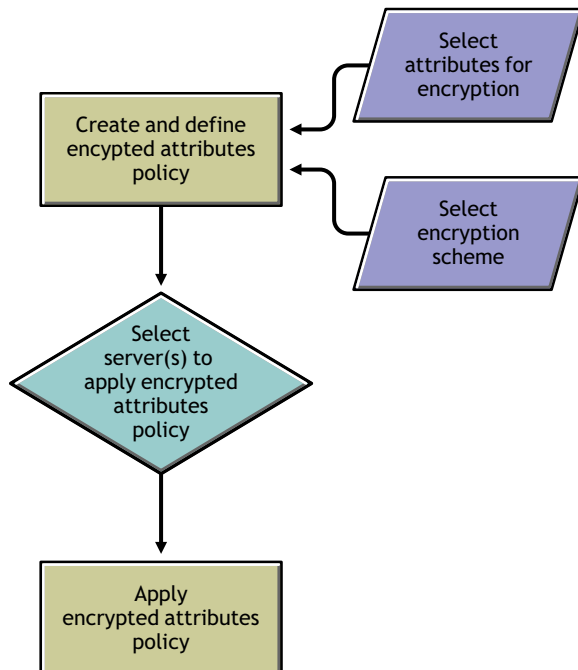 Select
attributes for
encryption
Create and define
encypted attributes
policy
Select
encryption
scheme
Select
server(s) to
apply encrypted
attributes
policy
Apply
encrypted attributes
policy